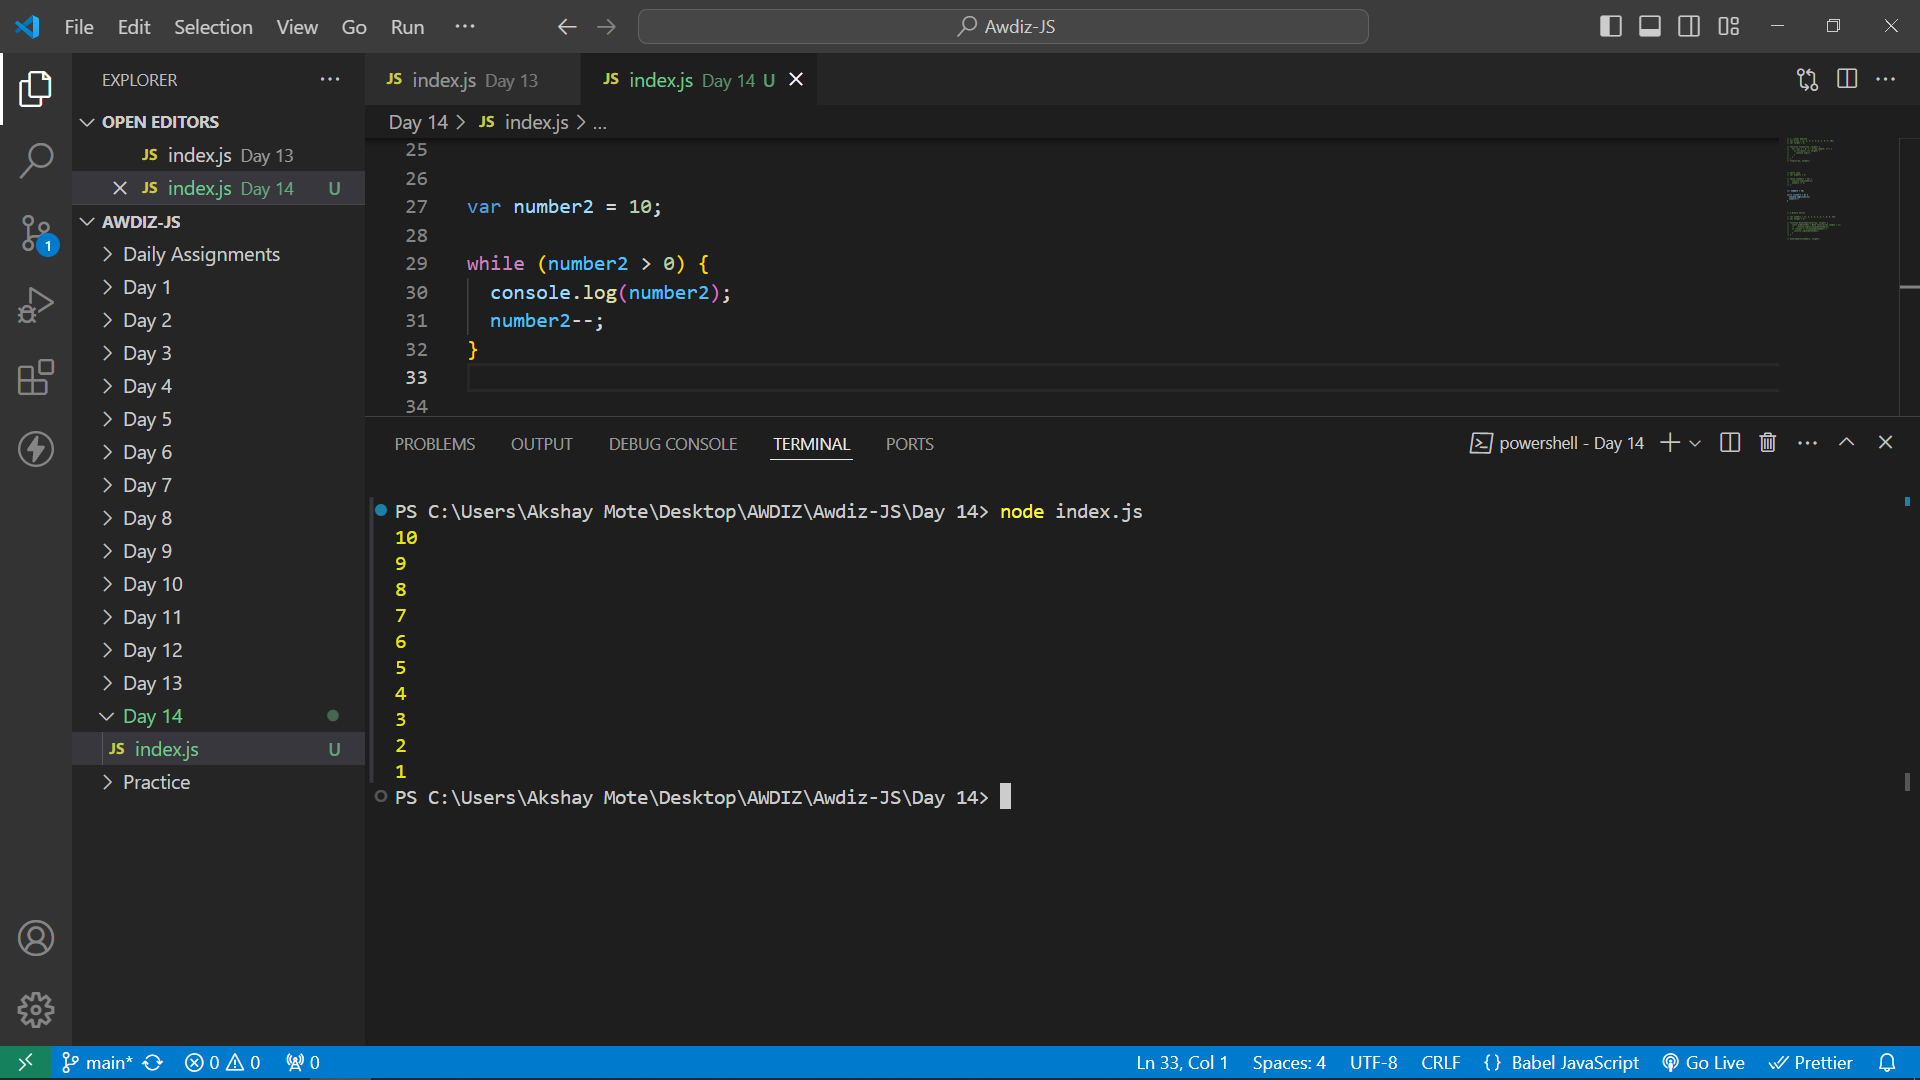 File Edit Selection View Go Run ··· Awdiz-JS
EXPLORER
OPEN EDITORS
JS index.js Day 13
JS index.js Day 14 U
AWDIZ-JS
Daily Assignments
Day 1
Day 2
Day 3
Day 4
Day 5
Day 6
Day 7
Day 8
Day 9
Day 10
Day 11
Day 12
Day 13
Day 14
JS index.js U
Practice
1
JS index.js Day 13
JS index.js Day 14 U
Day 14 > JS index.js > ...
25
26
27 var number2 = 10;
28
29 while (number2 > 0) {
30 console.log(number2);
31 number2--;
32 }
33
34
PROBLEMS OUTPUT DEBUG CONSOLE TERMINAL PORTS powershell - Day 14
PS C:\Users\Akshay Mote\Desktop\AWDIZ\Awdiz-JS\Day 14> node index.js
10
9
8
7
6
5
4
3
2
1
PS C:\Users\Akshay Mote\Desktop\AWDIZ\Awdiz-JS\Day 14>
main* 0 0 0 Ln 33, Col 1 Spaces: 4 UTF-8 CRLF {} Babel JavaScript Go Live Prettier